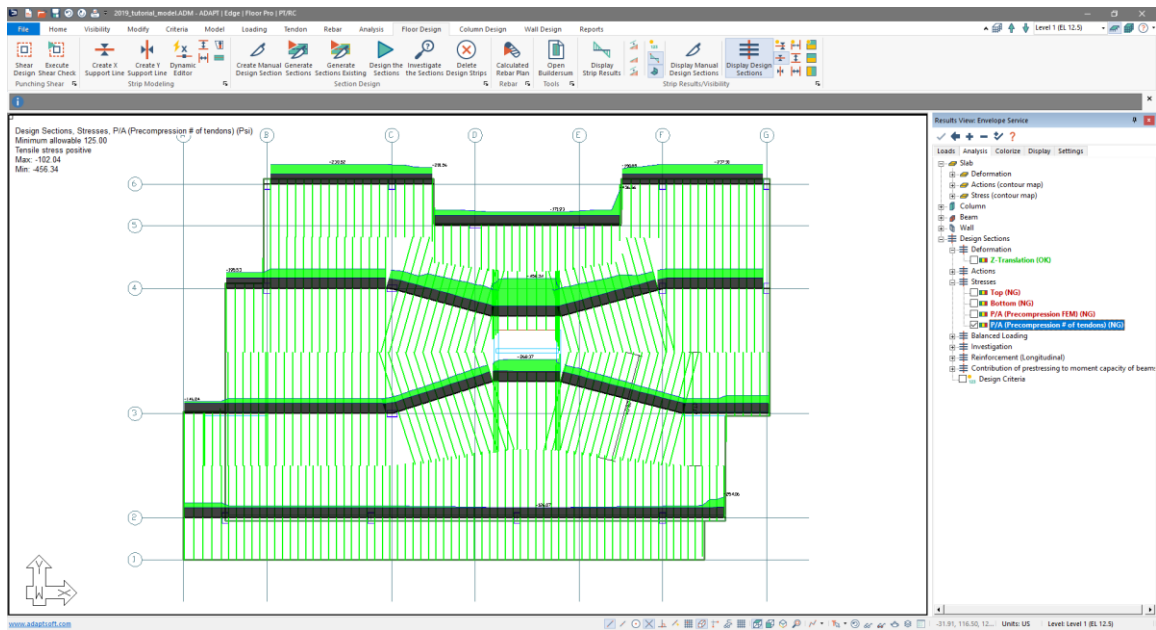 2019_tutorial_model.ADM - ADAPT | Edge | Floor Pro | PT/RC
File Home Visibility Modify Criteria Model Loading Tendon Rebar Analysis Floor Design Column Design Wall Design Reports
Level 1 (EL 12.5)
Shear Execute Create X Create Y Dynamic Create Manual Generate Generate Design the Investigate Delete Calculated Open Display Display Manual Display Design
Design Shear Check Support Line Support Line Editor Design Section Sections Sections Existing Sections the Sections Design Strips Rebar Plan Buildersum Strip Results Design Sections Sections
Punching Shear Strip Modeling Section Design Rebar Tools Strip Results/Visibility
Design Sections, Stresses, P/A (Precompression # of tendons) (Psi)
Minimum allowable 125.00
Tensile stress positive
Max: -102.04
Min: -456.34
A B C D E F G
6
5
4
3
2
1
Y
W X
Results View: Envelope Service
Loads Analysis Colorize Display Settings
Slab
Deformation
Actions (contour map)
Stress (contour map)
Column
Beam
Wall
Design Sections
Deformation
Z-Translation (OK)
Actions
Stresses
Top (NG)
Bottom (NG)
P/A (Precompression FEM) (NG)
P/A (Precompression # of tendons) (NG)
Balanced Loading
Investigation
Reinforcement (Longitudinal)
Contribution of prestressing to moment capacity of beams
Design Criteria
www.adaptsoft.com
-31.91, 116.50, 12... Units: US Level: Level 1 (EL 12.5)